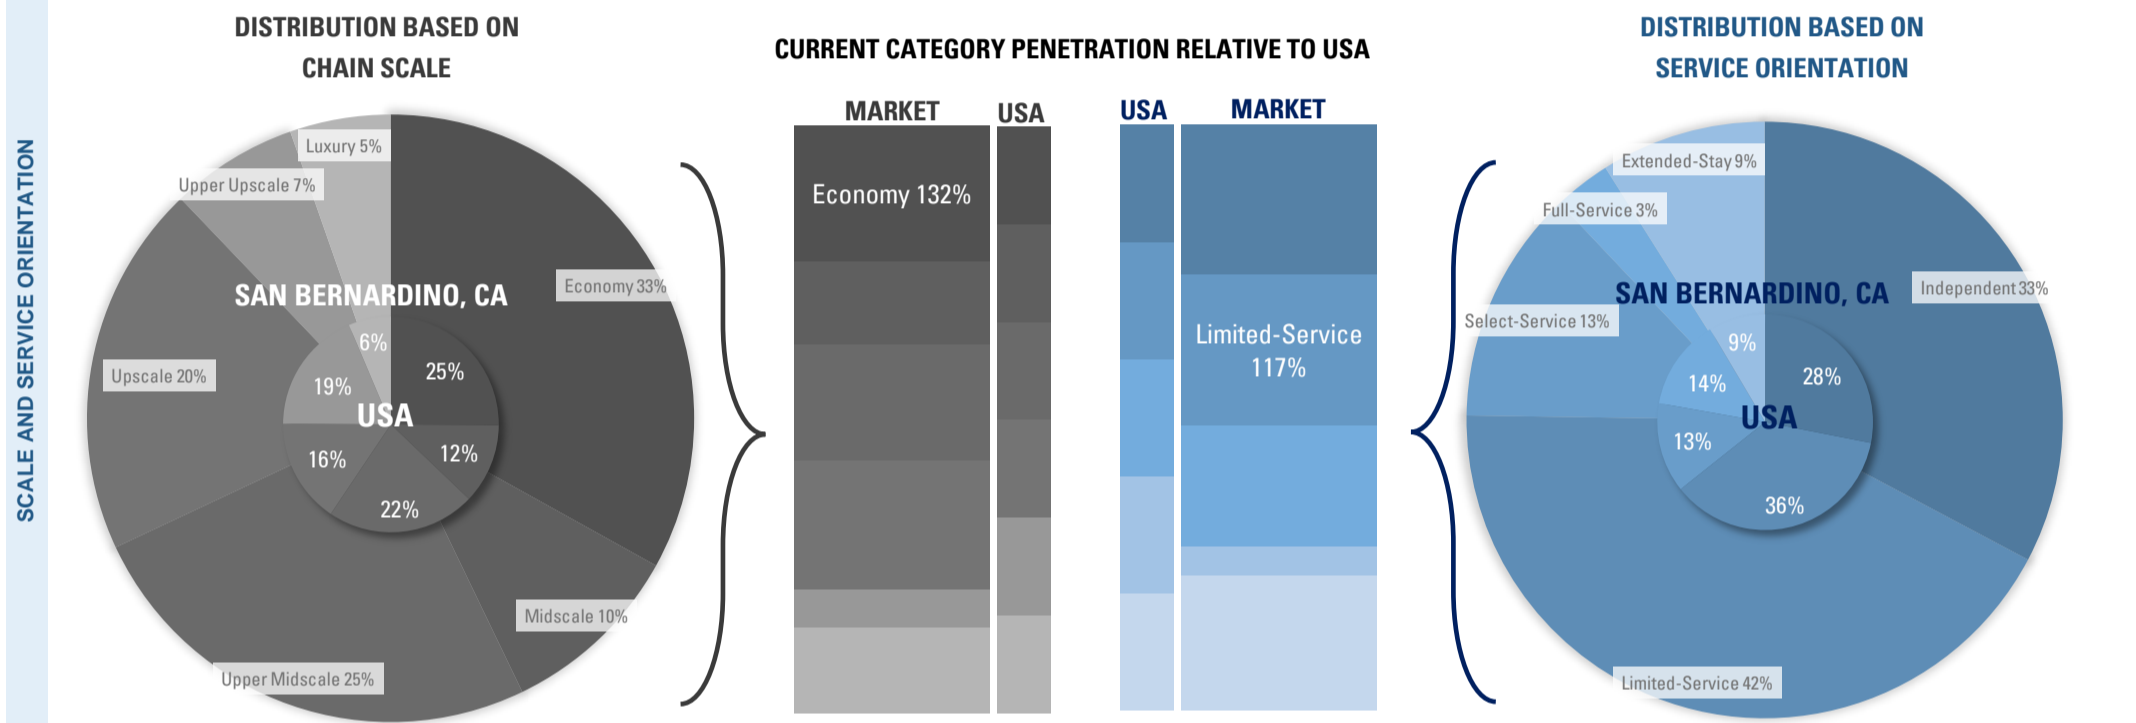 SCALE AND SERVICE ORIENTATION
DISTRIBUTION BASED ON
CHAIN SCALE
Luxury 5%
Upper Upscale 7%
Economy 33%
SAN BERNARDINO, CA
Upscale 20%
6%
25%
19%
USA
16%
12%
22%
Midscale 10%
Upper Midscale 25%
CURRENT CATEGORY PENETRATION RELATIVE TO USA
MARKET
USA
Economy 132%
USA
MARKET
Limited-Service
117%
DISTRIBUTION BASED ON
SERVICE ORIENTATION
Extended-Stay 9%
Full-Service 3%
Independent 33%
SAN BERNARDINO, CA
Select-Service 13%
9%
28%
14%
USA
13%
36%
Limited-Service 42%